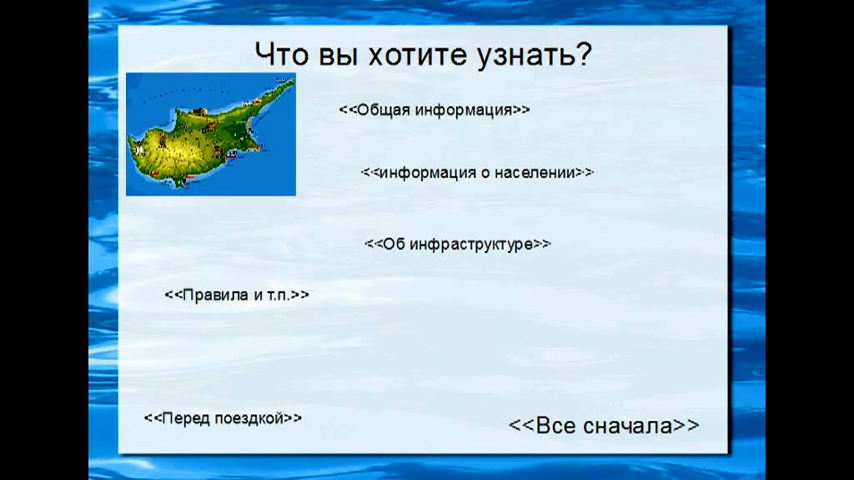 Что вы хотите узнать?
<<Общая информация>>
<<информация о населении>>
<<Об инфраструктуре>>
<<Правила и т.п.>>
<<Перед поездкой>>
<<Все сначала>>